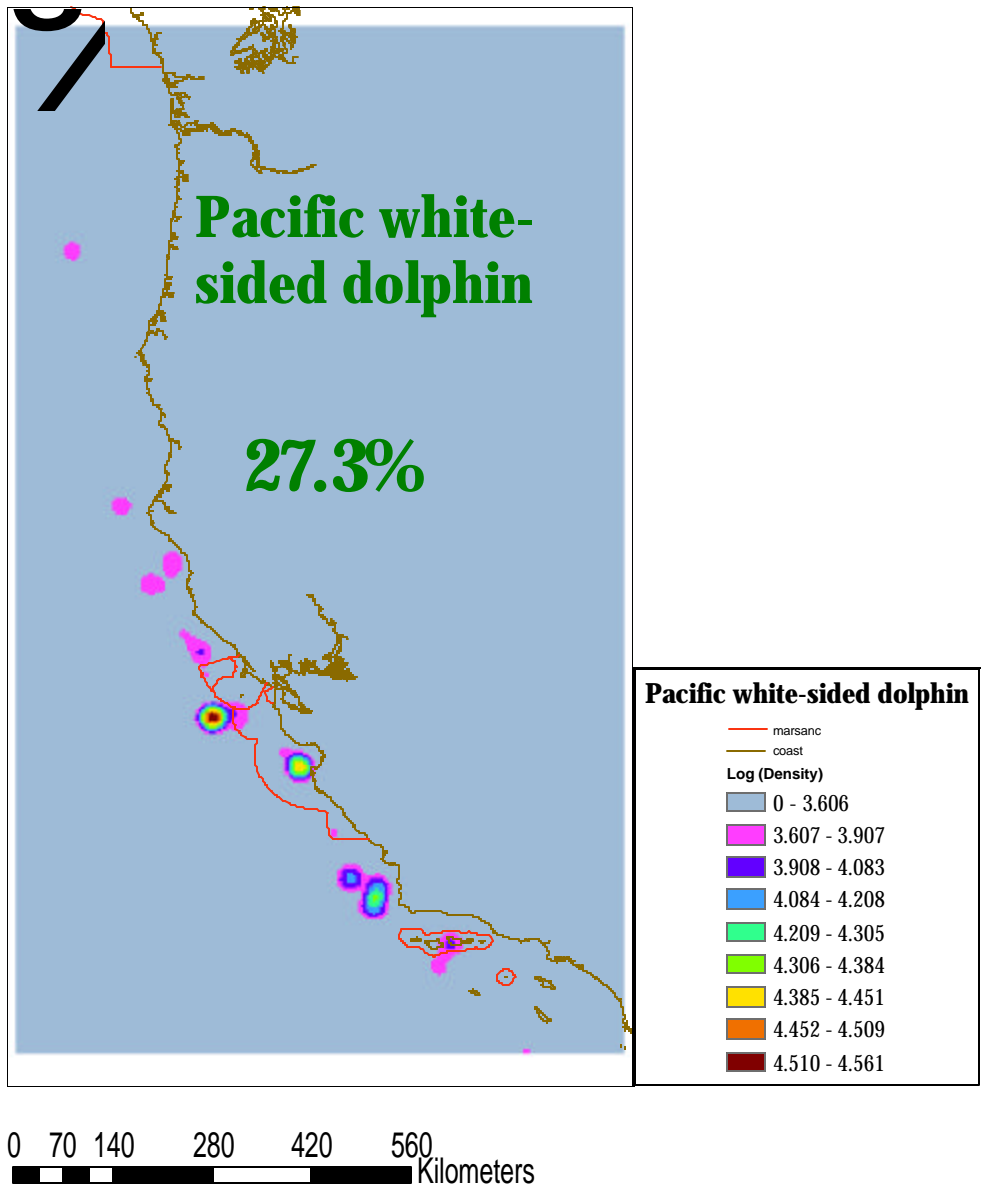 Pacific white-
sided dolphin
27.3%
Pacific white-sided dolphin
marsanc
coast
Log (Density)
0 - 3.606
3.607 - 3.907
3.908 - 4.083
4.084 - 4.208
4.209 - 4.305
4.306 - 4.384
4.385 - 4.451
4.452 - 4.509
4.510 - 4.561
0 70 140 280 420 560
Kilometers